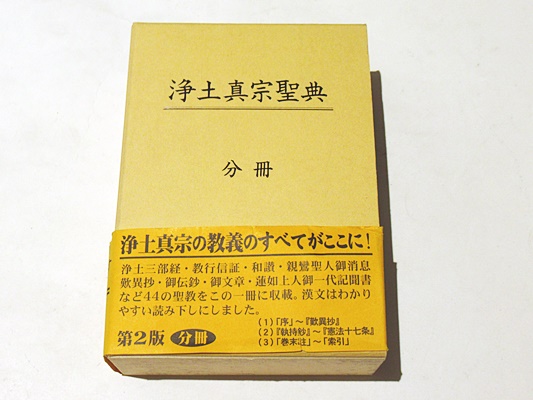 浄土真宗聖典
分冊
浄土真宗の教義のすべてがここに!
浄土三部経・教行信証・和讃・親鸞聖人御消息
歎異抄・御伝鈔・御文章・蓮如上人御一代記聞書
など44の聖教をこの一冊に収載。漢文はわかり
やすい読み下しにしました。
第2版 分冊
(1)「序」～『歎異抄』
(2)『執持鈔』～『憲法十七条』
(3)「巻末註」～「索引」